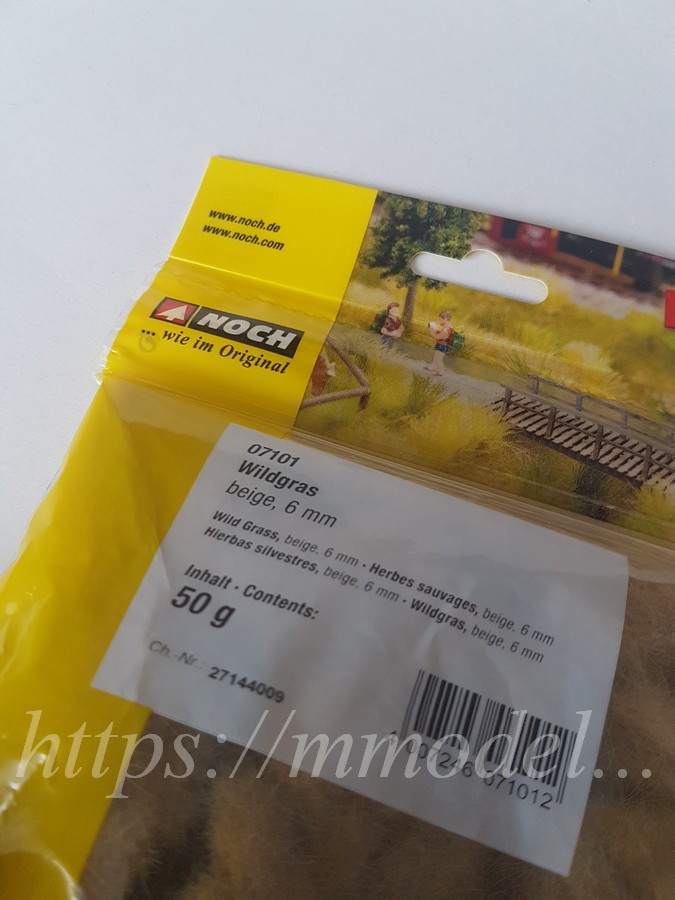 www.noch.de
www.noch.com
NOCH
... wie im Original
07101
Wildgras
beige, 6 mm
Wild Grass, beige, 6 mm · Herbes sauvages, beige, 6 mm
Hierbas silvestres, beige, 6 mm · Wildgras, beige, 6 mm
Inhalt · Contents:
50 g
Ch.-Nr.: 27144009
4 007246 071012
https://mmodel...